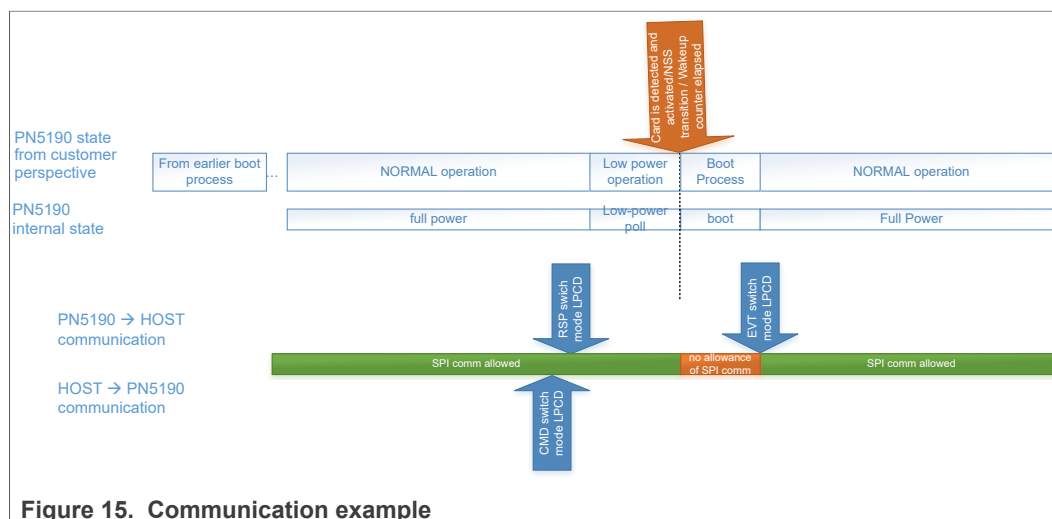 Card is detected and
activated/NSS
transition / Wakeup
counter elapsed
PN5190 state
from customer
perspective
From earlier boot
process
...
NORMAL operation
Low power
operation
Boot
Process
NORMAL operation
PN5190
internal state
full power
Low-power
poll
boot
Full Power
RSP swich
mode LPCD
EVT switch
mode LPCD
PN5190 → HOST
communication
SPI comm allowed
no allowance
of SPI comm
SPI comm allowed
HOST → PN5190
communication
CMD switch
mode LPCD
Figure 15. Communication example